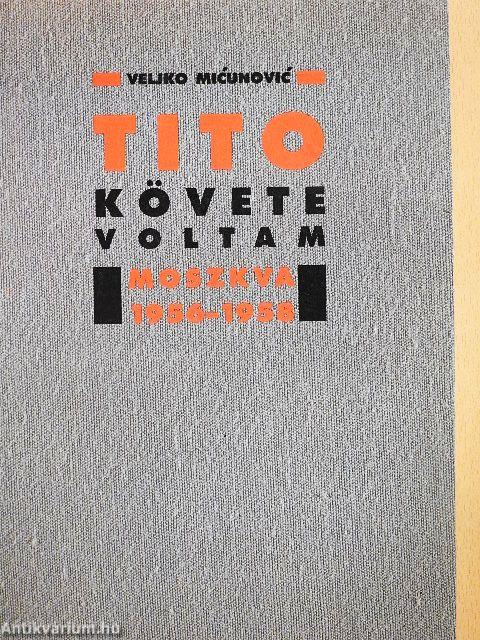 VELJKO MIĆUNOVIĆ
TITO
KÖVETE
VOLTAM
MOSZKVA
1956–1958
Antikvarium.hu